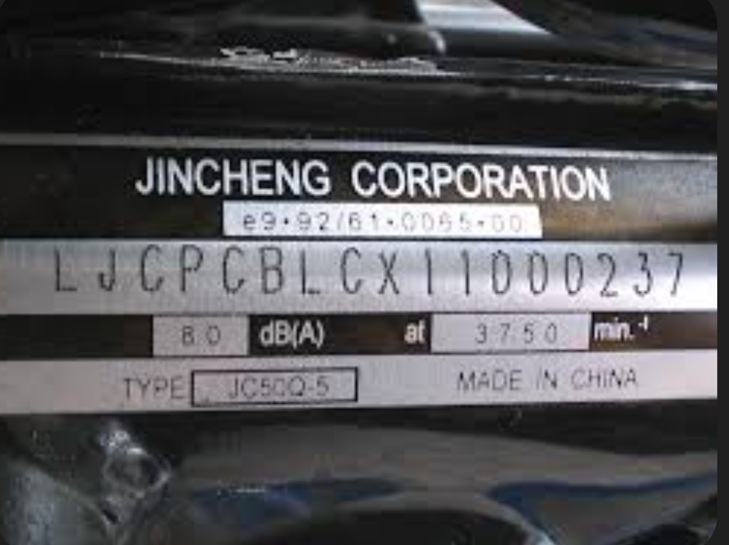 JINCHENG CORPORATION
e9*92/61*0065*00
LJCPCBLCX11000237
80 dB(A) at 3750 min.-1
TYPE JC50Q-5 MADE IN CHINA